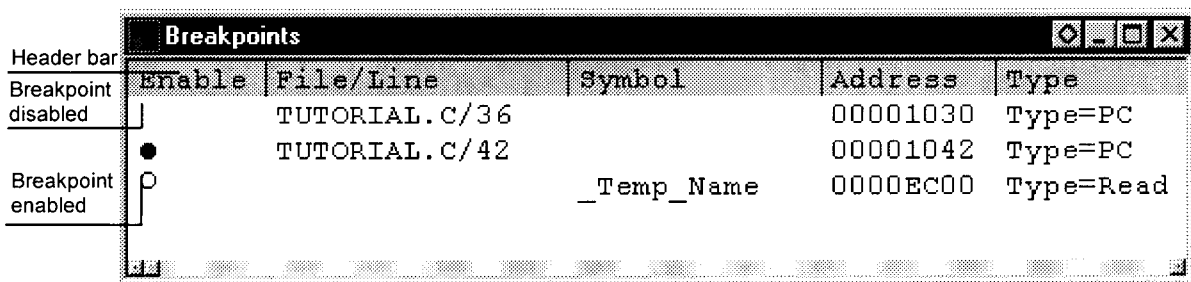 Breakpoints
Header bar
Enable File/Line Symbol Address Type
Breakpoint
disabled
TUTORIAL.C/36 00001030 Type=PC
TUTORIAL.C/42 00001042 Type=PC
Breakpoint
enabled
_Temp_Name 0000EC00 Type=Read